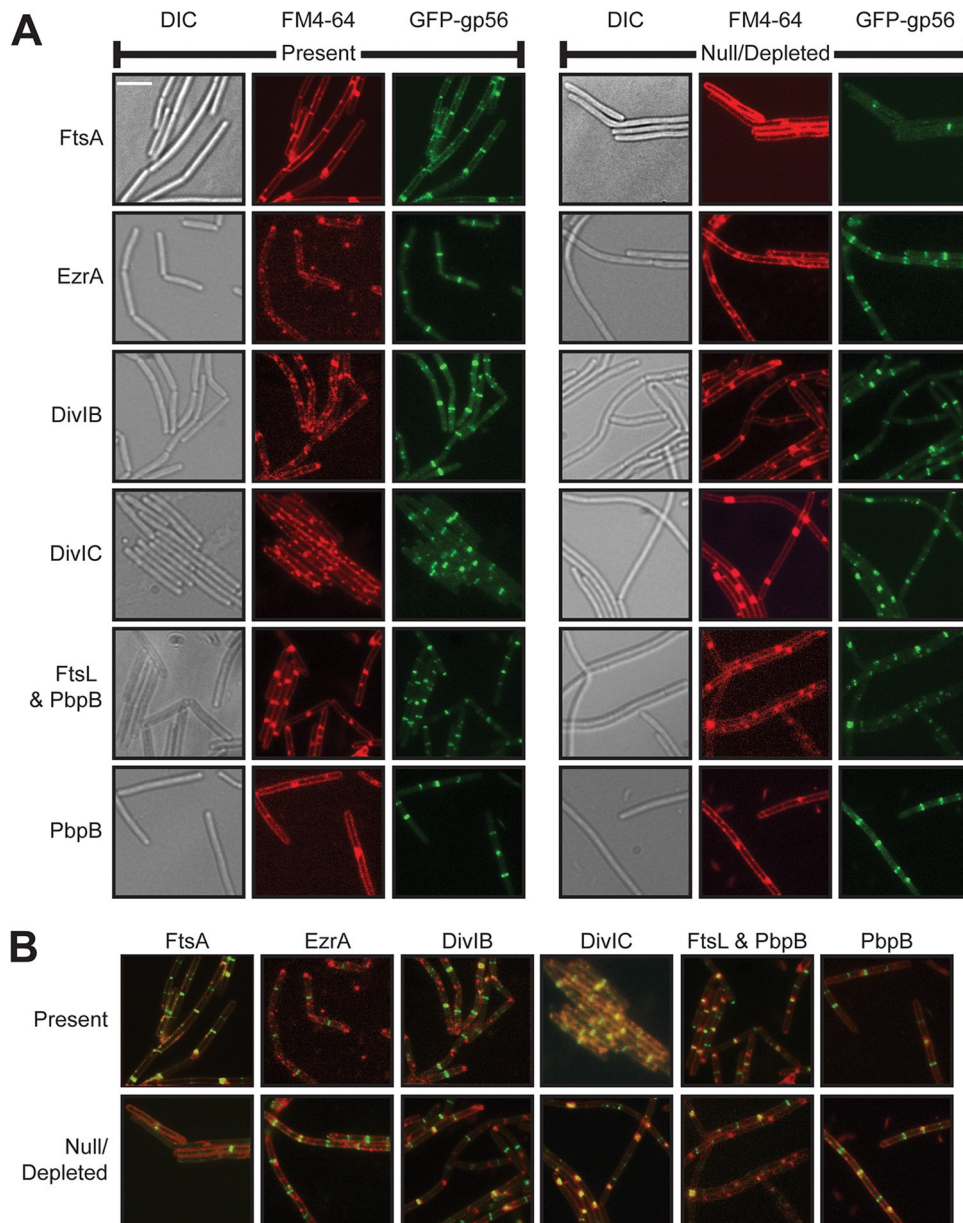 A
DIC FM4-64 GFP-gp56 DIC FM4-64 GFP-gp56
Present Null/Depleted
FtsA
EzrA
DivIB
DivIC
FtsL
& PbpB
PbpB
B
FtsA EzrA DivIB DivIC FtsL & PbpB PbpB
Present
Null/
Depleted